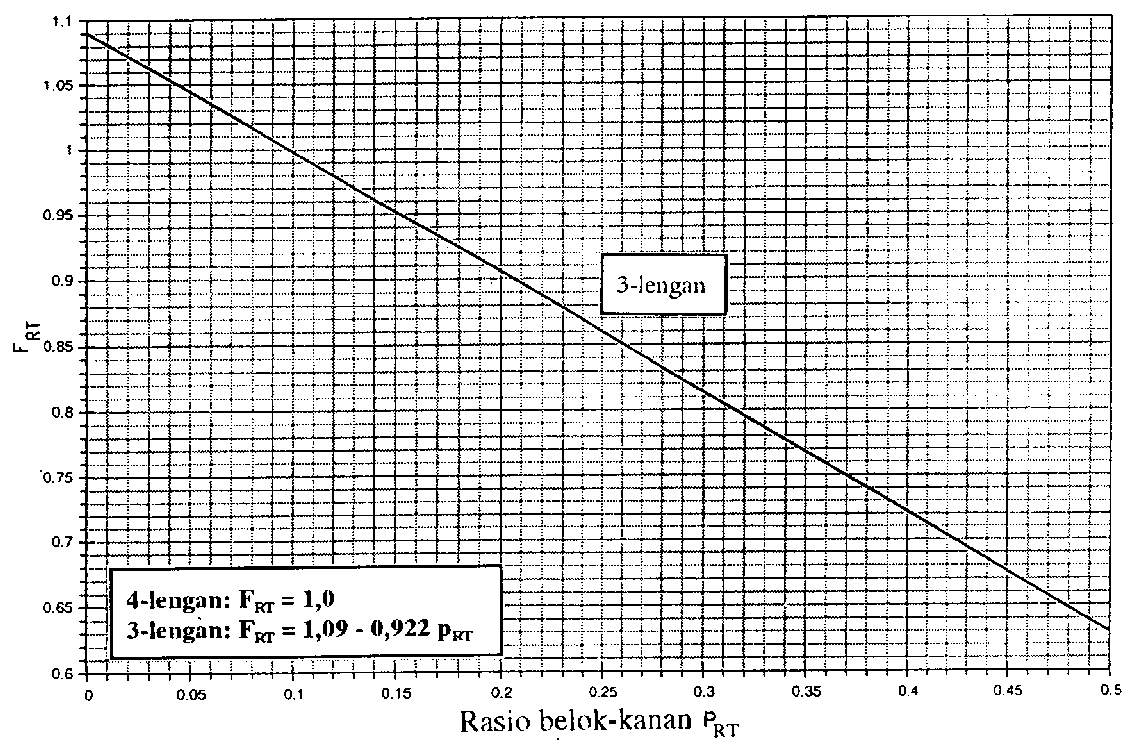 1.1
1.05
1
0.95
0.9
0.85
0.8
0.75
0.7
0.65
0.6
F_RT
3-lengan
4-lengan: F_RT = 1,0
3-lengan: F_RT = 1,09 - 0,922 p_RT
0 0.05 0.1 0.15 0.2 0.25 0.3 0.35 0.4 0.45 0.5
Rasio belok-kanan P_RT